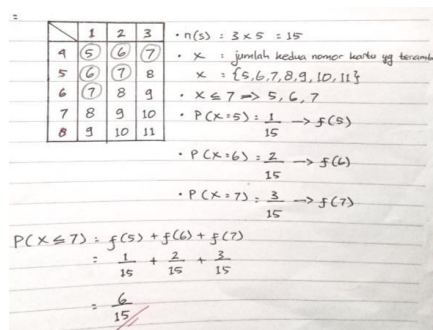 =
1 2 3 • n(s) = 3 x 5 = 15
4 5 6 7 • x : jumlah kedua nomor kartu yg
5 6 7 8 x = {5,6,7,8,9,10,11}
6 7 8 9 • x ≤ 7 => 5, 6, 7
7 8 9 10 • P(x=5) = 1/15 → f(5)
8 9 10 11
• P(x=6) = 2/15 → f(6)
• P(x=7) = 3/15 → f(7)
P(x ≤ 7) = f(5) + f(6) + f(7)
= 1/15 + 2/15 + 3/15
= 6/15